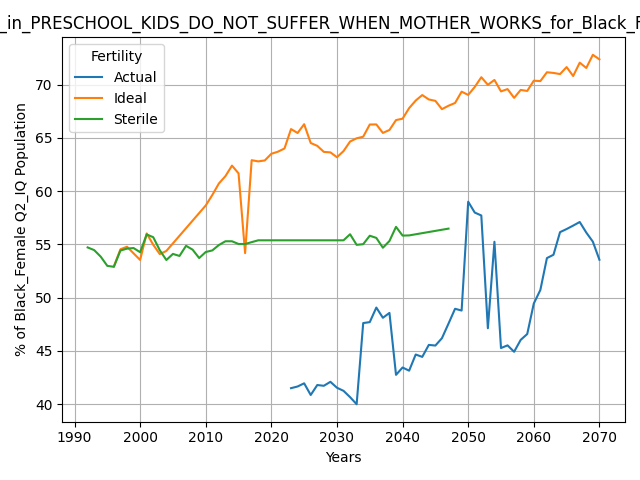 _in_PRESCHOOL_KIDS_DO_NOT_SUFFER_WHEN_MOTHER_WORKS_for_Black_F
Fertility
Actual
Ideal
Sterile
% of Black_Female Q2_IQ Population
70
65
60
55
50
45
40
1990 2000 2010 2020 2030 2040 2050 2060 2070
Years